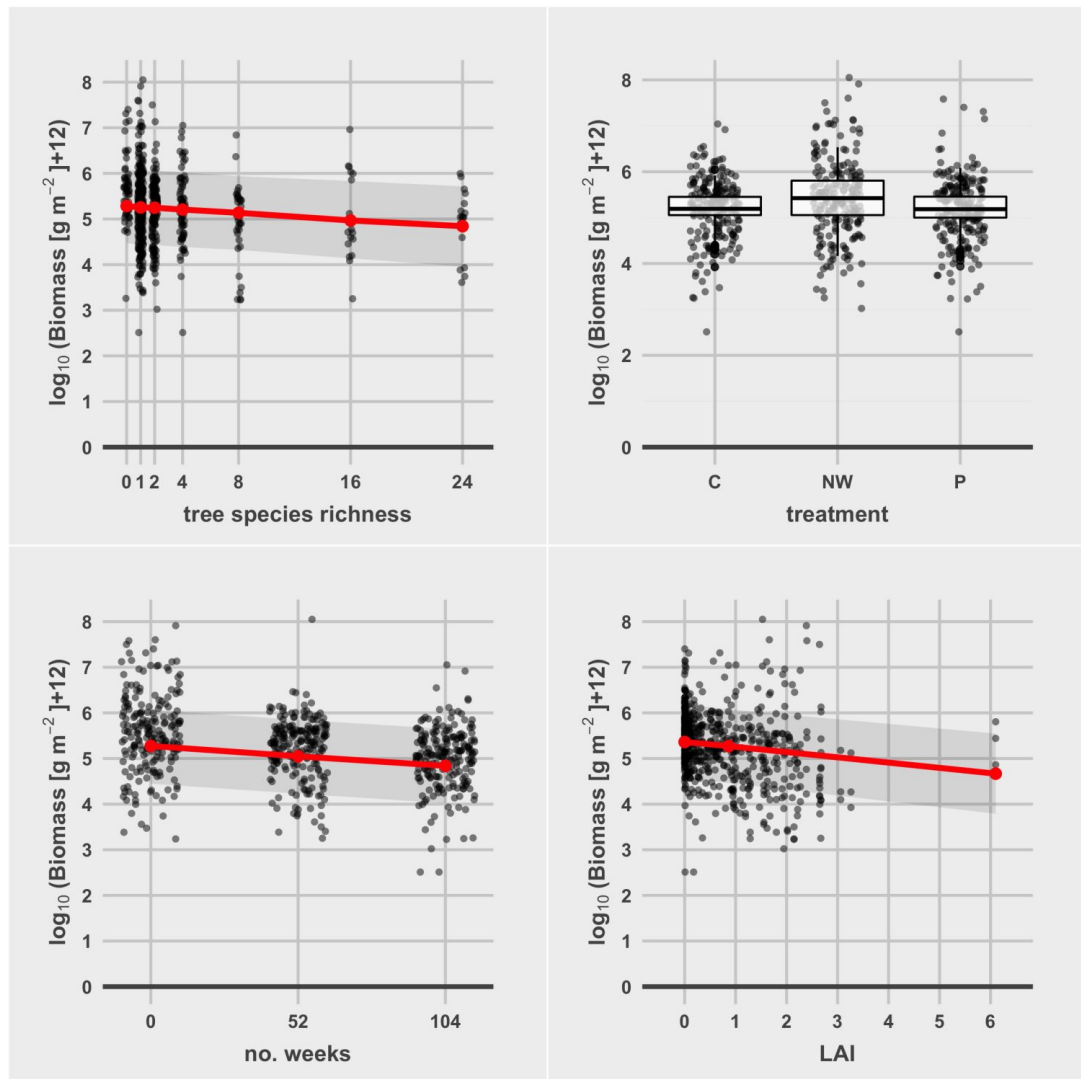 log₁₀ (Biomass [g m⁻² ]+12)
8
7
6
5
4
3
2
1
0
0 1 2 4 8 16 24
tree species richness
log₁₀ (Biomass [g m⁻² ]+12)
8
6
4
2
0
C NW P
treatment
log₁₀ (Biomass [g m⁻² ]+12)
8
7
6
5
4
3
2
1
0
0 52 104
no. weeks
log₁₀ (Biomass [g m⁻² ]+12)
8
7
6
5
4
3
2
1
0
0 1 2 3 4 5 6
LAI